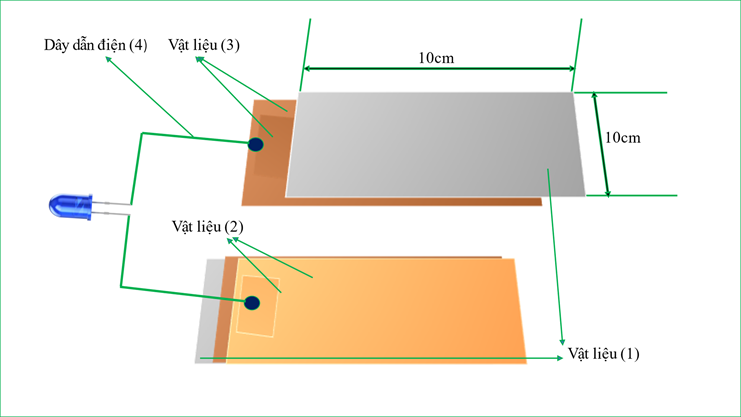 Dây dẫn điện (4)
Vật liệu (3)
10cm
10cm
Vật liệu (2)
Vật liệu (1)